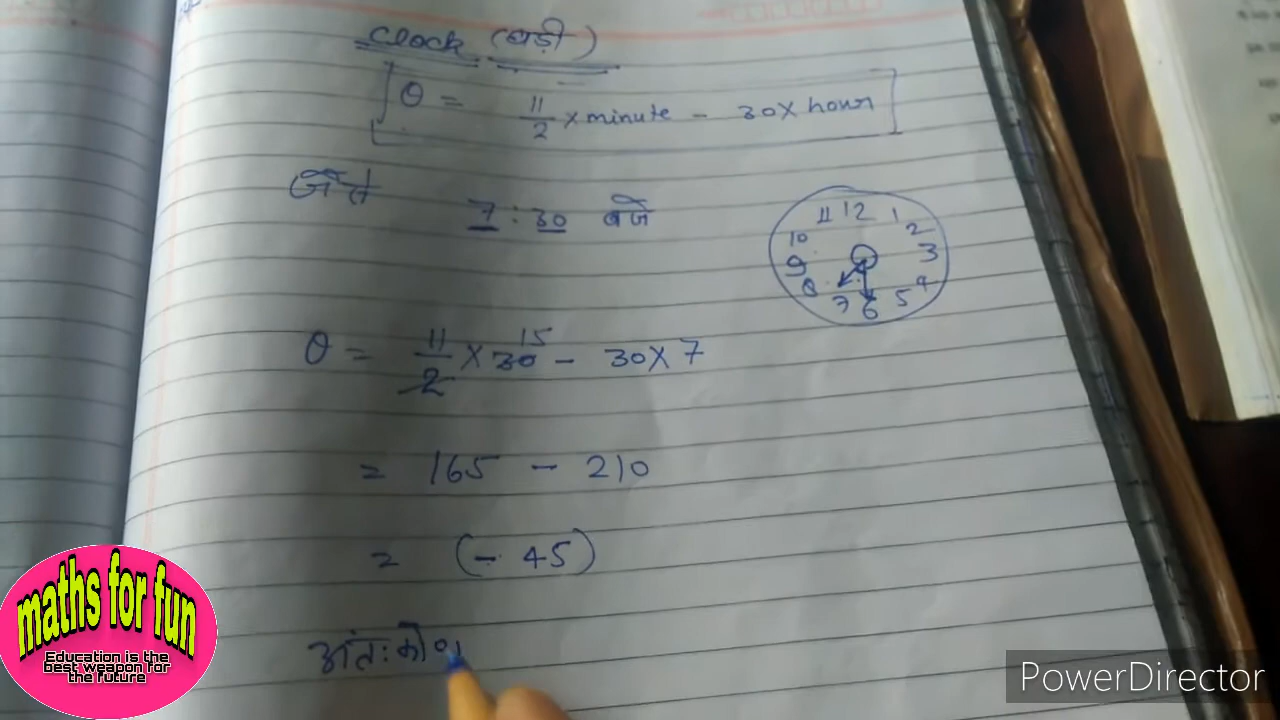 Clock (घड़ी)
θ = 11/2 × minute - 30 × hour
जैसे
7 : 30 बजे
11 12 1
10 2
9 3
8 4
7 6 5
θ = 11/2 × 30 - 30 × 7
15
= 165 - 210
= (- 45)
अंतः को
maths for fun
Education is the
best weapon for
the future
PowerDirector